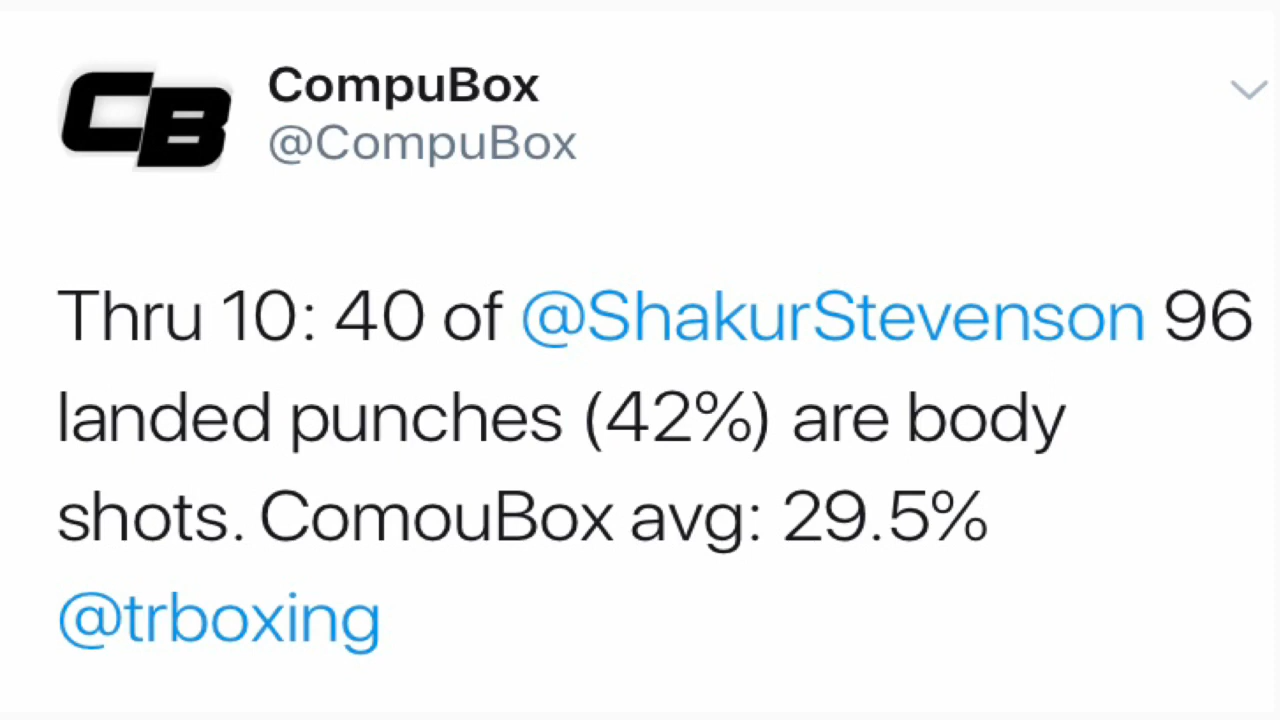 CB
CompuBox
@CompuBox
Thru 10: 40 of @ShakurStevenson 96
landed punches (42%) are body
shots. ComouBox avg: 29.5%
@trboxing